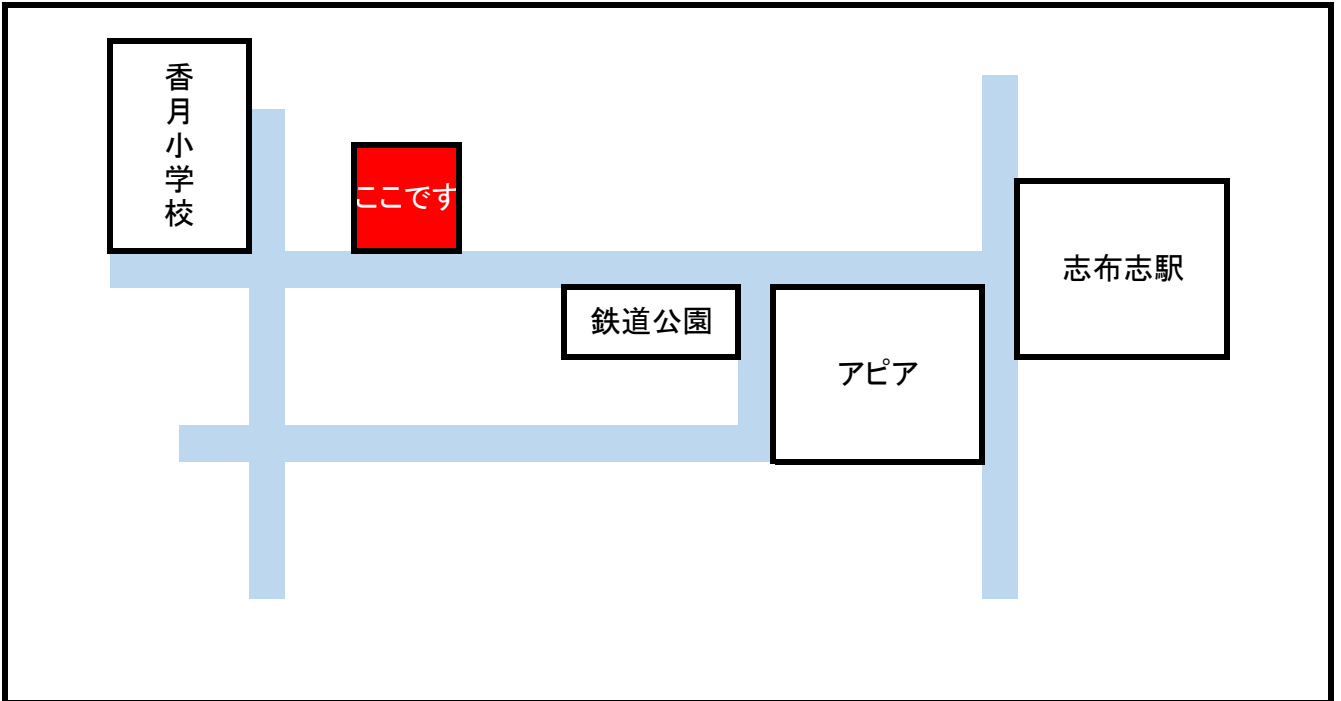 香月小学校
ここです
志布志駅
鉄道公園
アピア